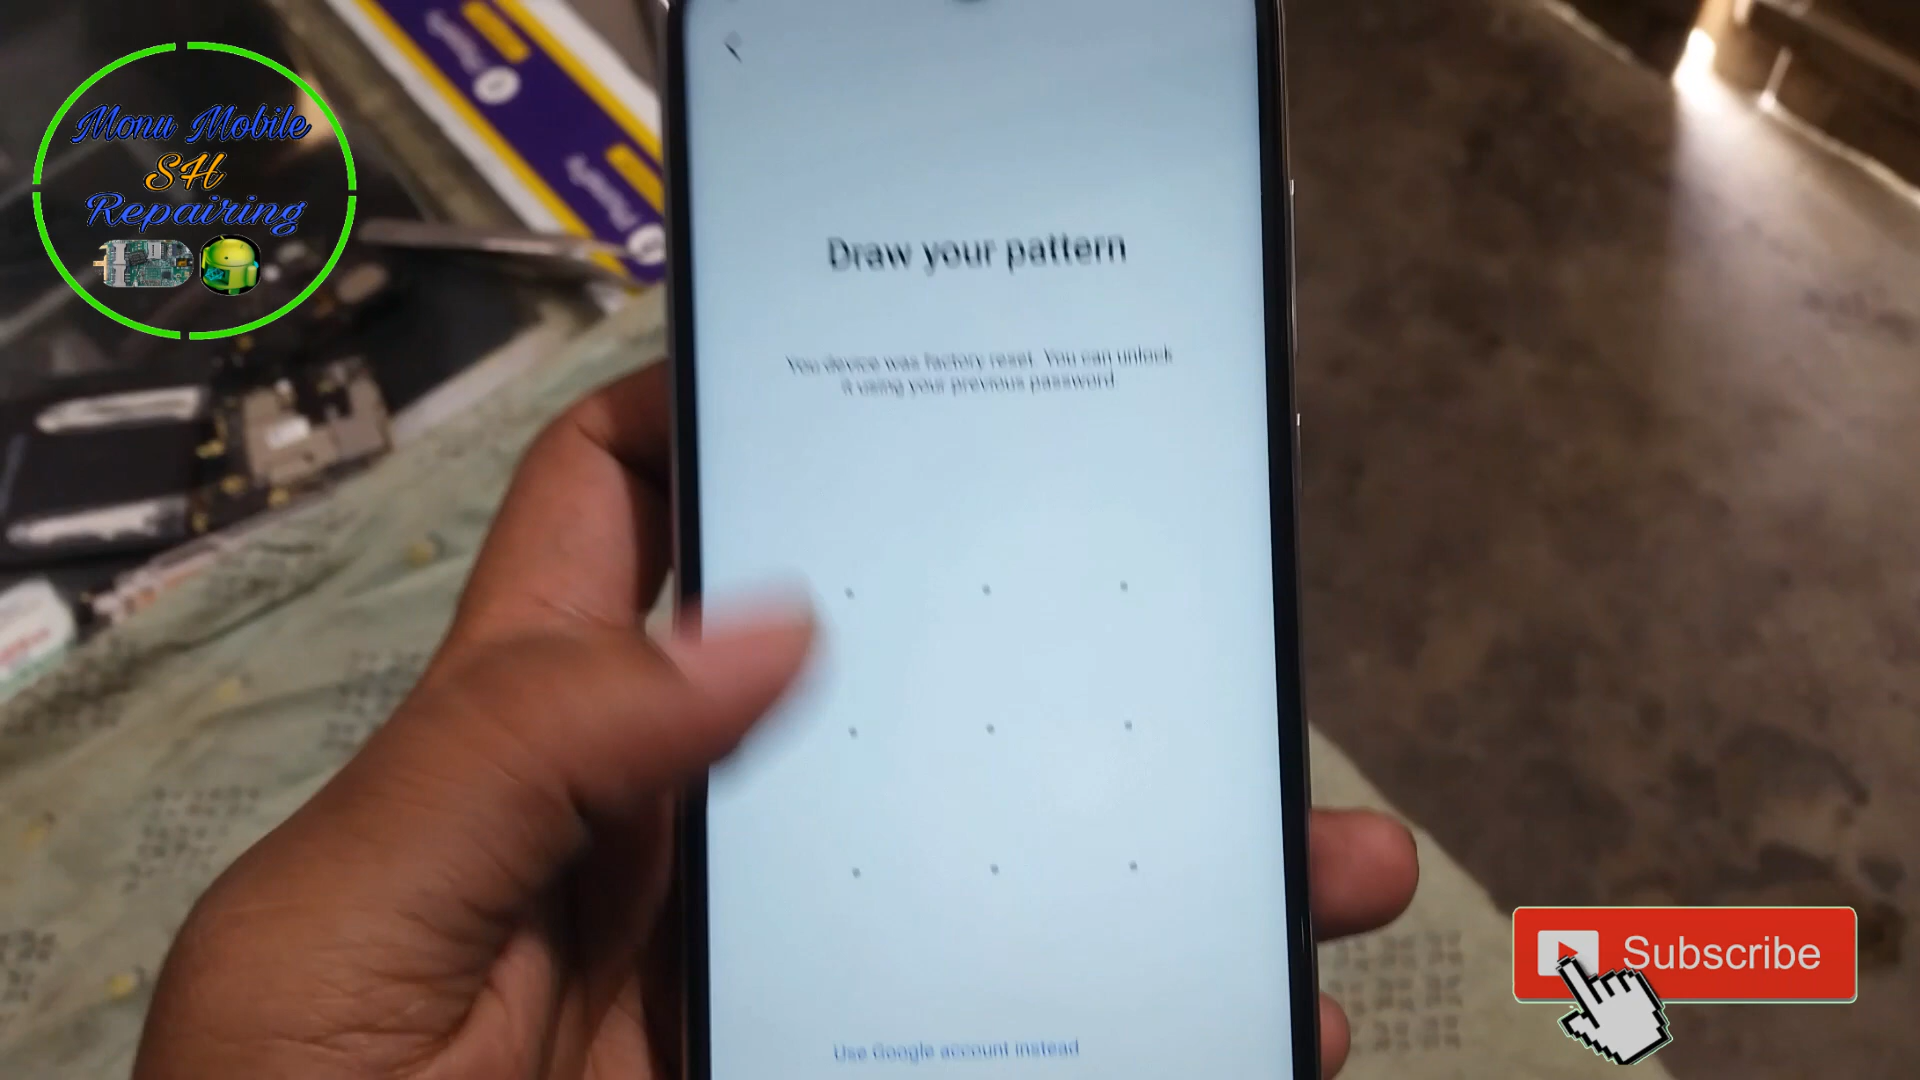 Monu Mobile
SH
Repairing
Draw your pattern
You device was factory reset. You can unlock
it using your previous password
Use Google account instead
Subscribe